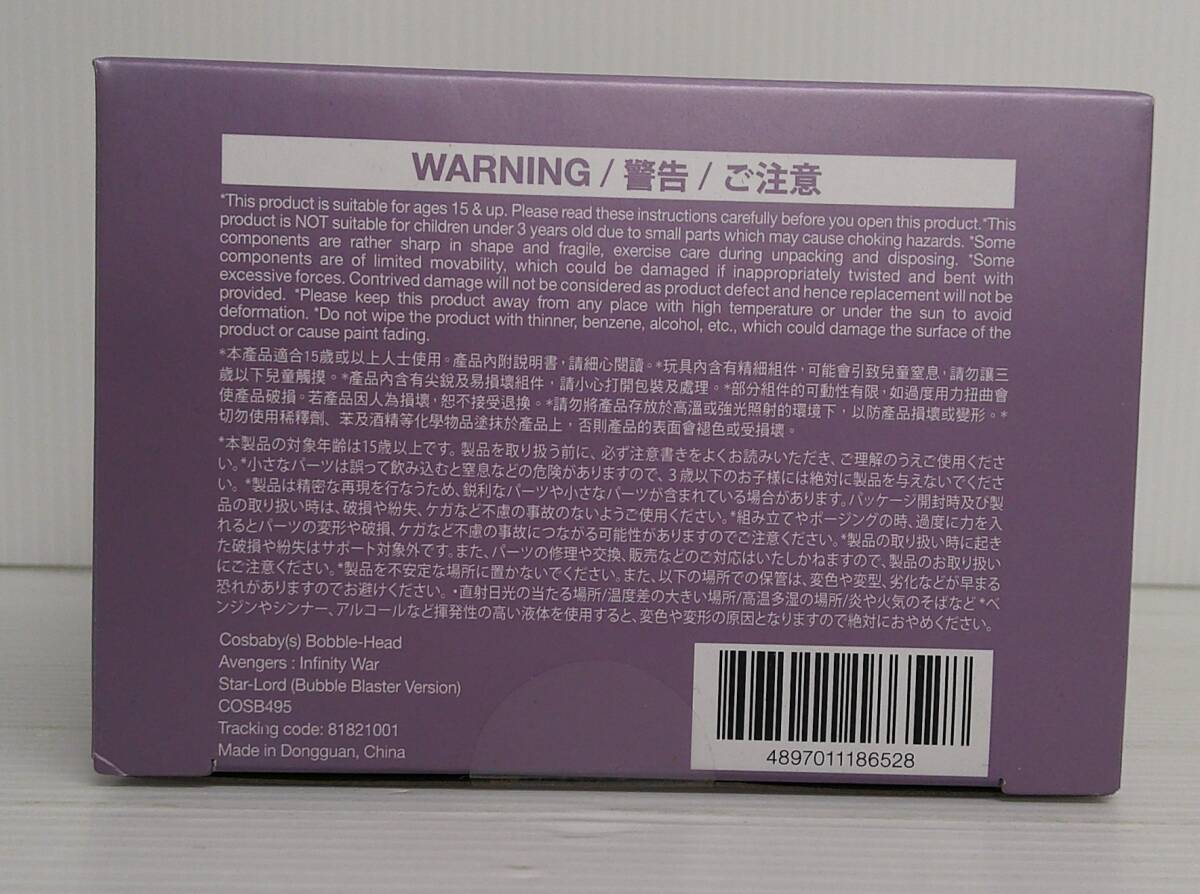 WARNING / 警告 / ご注意
*This product is suitable for ages 15 & up. Please read these instructions carefully before you open this product.*This
product is NOT suitable for children under 3 years old due to small parts which may cause choking hazards. *Some
components are rather sharp in shape and fragile, exercise care during unpacking and disposing. *Some
components are of limited movability, which could be damaged if inappropriately twisted and bent with
excessive forces. Contrived damage will not be considered as product defect and hence replacement will not be
provided. *Please keep this product away from any place with high temperature or under the sun to avoid
deformation. *Do not wipe the product with thinner, benzene, alcohol, etc., which could damage the surface of the
product or cause paint fading.
*本產品適合15歲或以上人士使用。產品內附說明書，請細心閱讀。*玩具內含有精細組件，可能會引致兒童窒息，請勿讓三
歲以下兒童觸摸。*產品內含有尖銳及易損壞組件，請小心打開包裝及處理。*部分組件的可動性有限，如過度用力扭曲會
使產品破損。若產品因人為損壞，恕不接受退換。*請勿將產品存放於高溫或強光照射的環境下，以防產品損壞或變形。*
切勿使用稀釋劑、苯及酒精等化學物品塗抹於產品上，否則產品的表面會褪色或受損壞。
*本製品の対象年齢は15歳以上です。製品を取り扱う前に、必ず注意書きをよくお読みいただき、ご理解のうえご使用くださ
い。*小さなパーツは誤って飲み込むと窒息などの危険がありますので、3歳以下のお子様には絶対に製品を与えないでくださ
い。*製品は精密な再現を行なうため、鋭利なパーツや小さなパーツが含まれている場合があります。パッケージ開封時及び製
品の取り扱い時は、破損や紛失、ケガなど不慮の事故のないようご使用ください。*組み立てやポージングの時、過度に力を入
れるとパーツの変形や破損、ケガなど不慮の事故につながる可能性がありますのでご注意ください。*製品の取り扱い時に起き
た破損や紛失はサポート対象外です。また、パーツの修理や交換、販売などのご対応はいたしかねますので、製品のお取り扱い
にご注意ください。*製品を不安定な場所に置かないでください。また、以下の場所での保管は、変色や変型、劣化などが早まる
恐れがありますのでお避けください。・直射日光の当たる場所/温度差の大きい場所/高温多湿の場所/炎や火気のそばなど *ベ
ンジンやシンナー、アルコールなど揮発性の高い液体を使用すると、変色や変形の原因となりますので絶対におやめください。
Cosbaby(s) Bobble-Head
Avengers : Infinity War
Star-Lord (Bubble Blaster Version)
COSB495
Tracking code: 81821001
Made in Dongguan, China
4897011186528